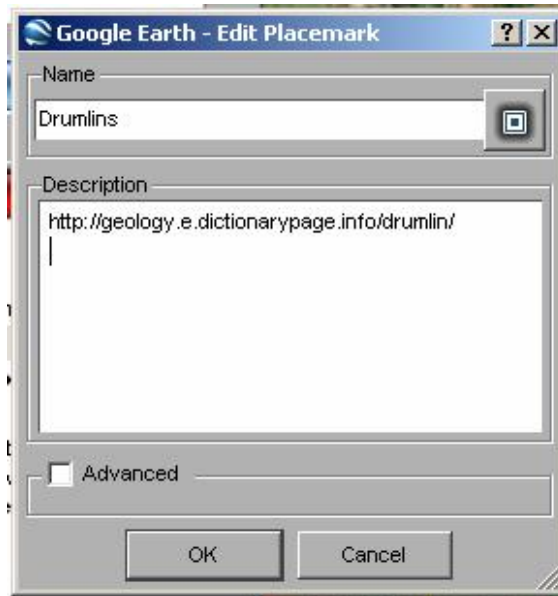 Google Earth - Edit Placemark
Name
Drumlins
Description
http://geology.e.dictionarypage.info/drumlin/
Advanced
OK
Cancel